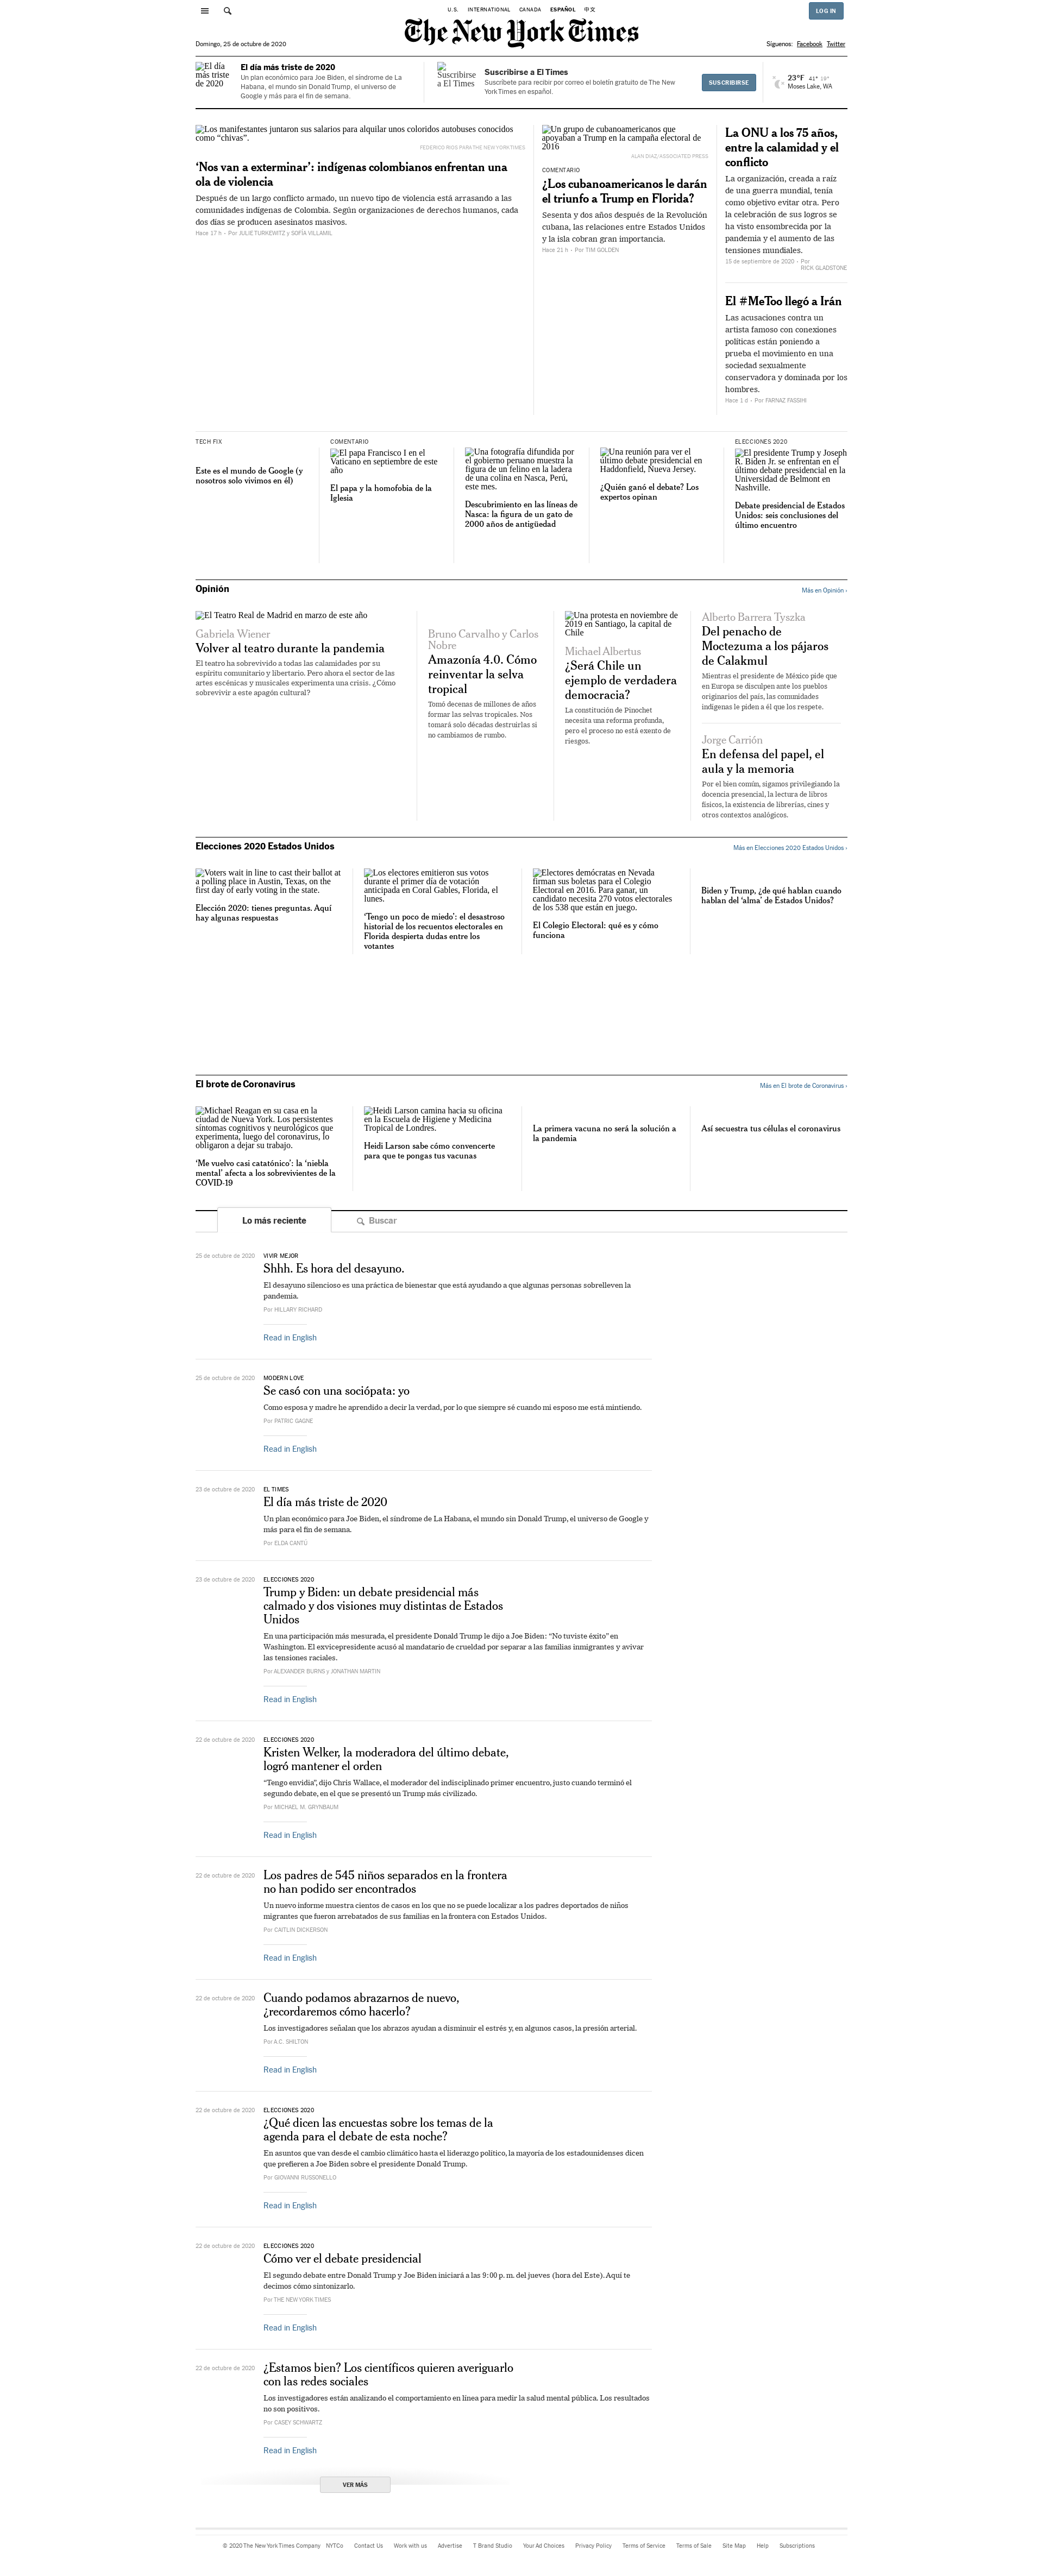 U.S.
INTERNATIONAL
CANADA
ESPAÑOL
中文
LOG IN
The New York Times
Domingo, 25 de octubre de 2020
Síguenos: Facebook Twitter
El día
más triste
de 2020
El día más triste de 2020
Un plan económico para Joe Biden, el síndrome de La
Habana, el mundo sin Donald Trump, el universo de
Google y más para el fin de semana.
Suscribirse
a El Times
Suscribirse a El Times
Suscríbete para recibir por correo el boletín gratuito de The New
York Times en español.
SUSCRIBIRSE
23°F 41° 19°
Moses Lake, WA
Los manifestantes juntaron sus salarios para alquilar unos coloridos autobuses conocidos
como “chivas”.
FEDERICO RIOS PARA THE NEW YORK TIMES
‘Nos van a exterminar’: indígenas colombianos enfrentan una
ola de violencia
Después de un largo conflicto armado, un nuevo tipo de violencia está arrasando a las
comunidades indígenas de Colombia. Según organizaciones de derechos humanos, cada
dos días se producen asesinatos masivos.
Hace 17 h • Por JULIE TURKEWITZ y SOFÍA VILLAMIL
Un grupo de cubanoamericanos que
apoyaban a Trump en la campaña electoral de
2016
ALAN DIAZ/ASSOCIATED PRESS
COMENTARIO
¿Los cubanoamericanos le darán
el triunfo a Trump en Florida?
Sesenta y dos años después de la Revolución
cubana, las relaciones entre Estados Unidos
y la isla cobran gran importancia.
Hace 21 h • Por TIM GOLDEN
La ONU a los 75 años,
entre la calamidad y el
conflicto
La organización, creada a raíz
de una guerra mundial, tenía
como objetivo evitar otra. Pero
la celebración de sus logros se
ha visto ensombrecida por la
pandemia y el aumento de las
tensiones mundiales.
15 de septiembre de 2020 • Por
RICK GLADSTONE
El #MeToo llegó a Irán
Las acusaciones contra un
artista famoso con conexiones
políticas están poniendo a
prueba el movimiento en una
sociedad sexualmente
conservadora y dominada por los
hombres.
Hace 1 d • Por FARNAZ FASSIHI
TECH FIX
Este es el mundo de Google (y
nosotros solo vivimos en él)
COMENTARIO
El papa Francisco I en el
Vaticano en septiembre de este
año
El papa y la homofobia de la
Iglesia
Una fotografía difundida por
el gobierno peruano muestra la
figura de un felino en la ladera
de una colina en Nasca, Perú,
este mes.
Descubrimiento en las líneas de
Nasca: la figura de un gato de
2000 años de antigüedad
Una reunión para ver el
último debate presidencial en
Haddonfield, Nueva Jersey.
¿Quién ganó el debate? Los
expertos opinan
ELECCIONES 2020
El presidente Trump y Joseph
R. Biden Jr. se enfrentan en el
último debate presidencial en la
Universidad de Belmont en
Nashville.
Debate presidencial de Estados
Unidos: seis conclusiones del
último encuentro
Opinión
Más en Opinión ›
El Teatro Real de Madrid en marzo de este año
Gabriela Wiener
Volver al teatro durante la pandemia
El teatro ha sobrevivido a todas las calamidades por su
espíritu comunitario y libertario. Pero ahora el sector de las
artes escénicas y musicales experimenta una crisis. ¿Cómo
sobrevivir a este apagón cultural?
Bruno Carvalho y Carlos
Nobre
Amazonía 4.0. Cómo
reinventar la selva
tropical
Tomó decenas de millones de años
formar las selvas tropicales. Nos
tomará solo décadas destruirlas si
no cambiamos de rumbo.
Una protesta en noviembre de
2019 en Santiago, la capital de
Chile
Michael Albertus
¿Será Chile un
ejemplo de verdadera
democracia?
La constitución de Pinochet
necesita una reforma profunda,
pero el proceso no está exento de
riesgos.
Alberto Barrera Tyszka
Del penacho de
Moctezuma a los pájaros
de Calakmul
Mientras el presidente de México pide que
en Europa se disculpen ante los pueblos
originarios del país, las comunidades
indígenas le piden a él que los respete.
Jorge Carrión
En defensa del papel, el
aula y la memoria
Por el bien común, sigamos privilegiando la
docencia presencial, la lectura de libros
físicos, la existencia de librerías, cines y
otros contextos analógicos.
Elecciones 2020 Estados Unidos
Más en Elecciones 2020 Estados Unidos ›
Voters wait in line to cast their ballot at
a polling place in Austin, Texas, on the
first day of early voting in the state.
Elección 2020: tienes preguntas. Aquí
hay algunas respuestas
Los electores emitieron sus votos
durante el primer día de votación
anticipada en Coral Gables, Florida, el
lunes.
‘Tengo un poco de miedo’: el desastroso
historial de los recuentos electorales en
Florida despierta dudas entre los
votantes
Electores demócratas en Nevada
firman sus boletas para el Colegio
Electoral en 2016. Para ganar, un
candidato necesita 270 votos electorales
de los 538 que están en juego.
El Colegio Electoral: qué es y cómo
funciona
Biden y Trump, ¿de qué hablan cuando
hablan del ‘alma’ de Estados Unidos?
El brote de Coronavirus
Más en El brote de Coronavirus ›
Michael Reagan en su casa en la
ciudad de Nueva York. Los persistentes
síntomas cognitivos y neurológicos que
experimenta, luego del coronavirus, lo
obligaron a dejar su trabajo.
‘Me vuelvo casi catatónico’: la ‘niebla
mental’ afecta a los sobrevivientes de la
COVID-19
Heidi Larson camina hacia su oficina
en la Escuela de Higiene y Medicina
Tropical de Londres.
Heidi Larson sabe cómo convencerte
para que te pongas tus vacunas
La primera vacuna no será la solución a
la pandemia
Así secuestra tus células el coronavirus
Lo más reciente
Buscar
25 de octubre de 2020
VIVIR MEJOR
Shhh. Es hora del desayuno.
El desayuno silencioso es una práctica de bienestar que está ayudando a que algunas personas sobrelleven la
pandemia.
Por HILLARY RICHARD
Read in English
25 de octubre de 2020
MODERN LOVE
Se casó con una sociópata: yo
Como esposa y madre he aprendido a decir la verdad, por lo que siempre sé cuando mi esposo me está mintiendo.
Por PATRIC GAGNE
Read in English
23 de octubre de 2020
EL TIMES
El día más triste de 2020
Un plan económico para Joe Biden, el síndrome de La Habana, el mundo sin Donald Trump, el universo de Google y
más para el fin de semana.
Por ELDA CANTÚ
23 de octubre de 2020
ELECCIONES 2020
Trump y Biden: un debate presidencial más
calmado y dos visiones muy distintas de Estados
Unidos
En una participación más mesurada, el presidente Donald Trump le dijo a Joe Biden: “No tuviste éxito” en
Washington. El exvicepresidente acusó al mandatario de crueldad por separar a las familias inmigrantes y avivar
las tensiones raciales.
Por ALEXANDER BURNS y JONATHAN MARTIN
Read in English
22 de octubre de 2020
ELECCIONES 2020
Kristen Welker, la moderadora del último debate,
logró mantener el orden
“Tengo envidia”, dijo Chris Wallace, el moderador del indisciplinado primer encuentro, justo cuando terminó el
segundo debate, en el que se presentó un Trump más civilizado.
Por MICHAEL M. GRYNBAUM
Read in English
22 de octubre de 2020
Los padres de 545 niños separados en la frontera
no han podido ser encontrados
Un nuevo informe muestra cientos de casos en los que no se puede localizar a los padres deportados de niños
migrantes que fueron arrebatados de sus familias en la frontera con Estados Unidos.
Por CAITLIN DICKERSON
Read in English
22 de octubre de 2020
Cuando podamos abrazarnos de nuevo,
¿recordaremos cómo hacerlo?
Los investigadores señalan que los abrazos ayudan a disminuir el estrés y, en algunos casos, la presión arterial.
Por A.C. SHILTON
Read in English
22 de octubre de 2020
ELECCIONES 2020
¿Qué dicen las encuestas sobre los temas de la
agenda para el debate de esta noche?
En asuntos que van desde el cambio climático hasta el liderazgo político, la mayoría de los estadounidenses dicen
que prefieren a Joe Biden sobre el presidente Donald Trump.
Por GIOVANNI RUSSONELLO
Read in English
22 de octubre de 2020
ELECCIONES 2020
Cómo ver el debate presidencial
El segundo debate entre Donald Trump y Joe Biden iniciará a las 9:00 p. m. del jueves (hora del Este). Aquí te
decimos cómo sintonizarlo.
Por THE NEW YORK TIMES
Read in English
22 de octubre de 2020
¿Estamos bien? Los científicos quieren averiguarlo
con las redes sociales
Los investigadores están analizando el comportamiento en línea para medir la salud mental pública. Los resultados
no son positivos.
Por CASEY SCHWARTZ
Read in English
VER MÁS
© 2020 The New York Times Company NYTCo Contact Us Work with us Advertise T Brand Studio Your Ad Choices Privacy Policy Terms of Service Terms of Sale Site Map Help Subscriptions